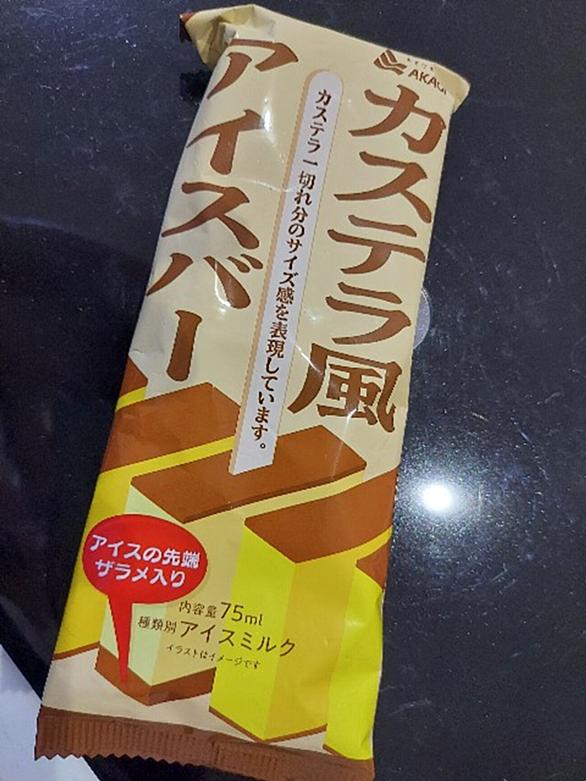 AKAGI
カステラ風
アイスバー
カステラ一切れ分のサイズ感を表現しています。
アイスの先端
ザラメ入り
内容量75ml
種類別 アイスミルク
イラストはイメージです